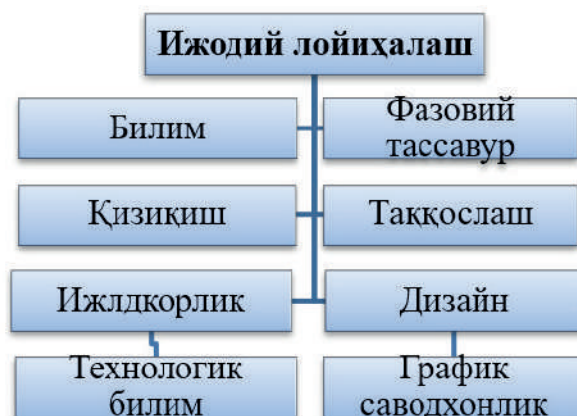 Ижодий лойиҳалаш
Билим
Фазовий
тассавур
Қизиқиш
Таққослаш
Ижлдкорлик
Дизайн
Технологик
билим
График
саводхонлик